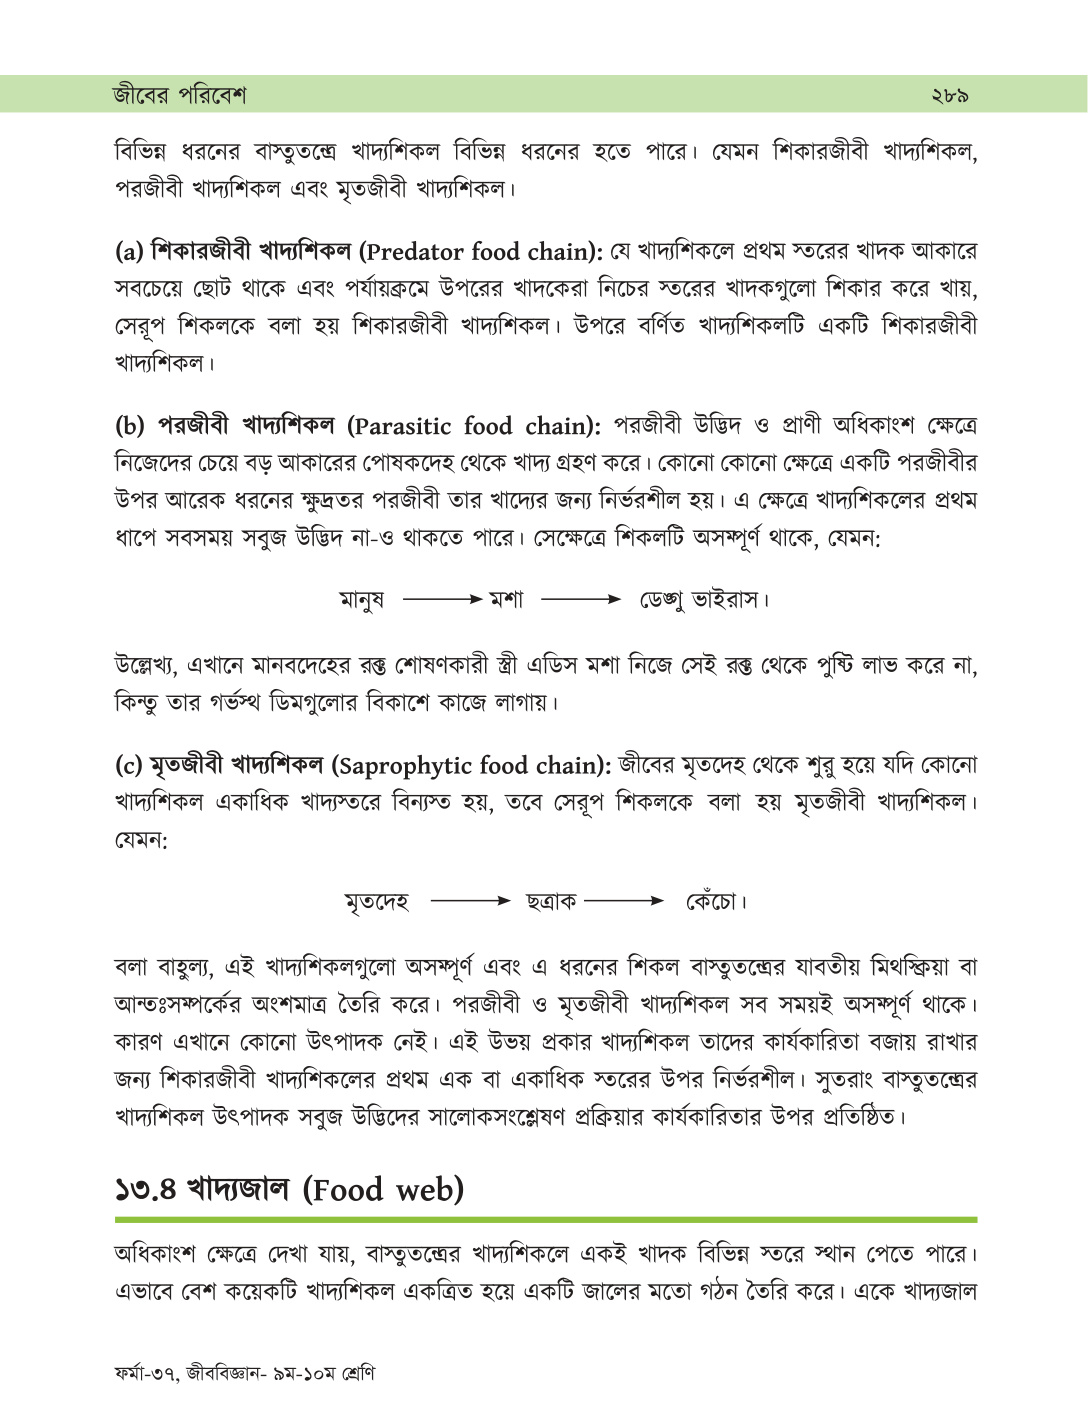 জীবের পরিবেশ ২৮৯
বিভিন্ন ধরনের বাস্তুতন্ত্রে খাদ্যশিকল বিভিন্ন ধরনের হতে পারে। যেমন শিকারজীবী খাদ্যশিকল,
পরজীবী খাদ্যশিকল এবং মৃতজীবী খাদ্যশিকল।
(a) শিকারজীবী খাদ্যশিকল (Predator food chain): যে খাদ্যশিকলে প্রথম স্তরের খাদক আকারে
সবচেয়ে ছোট থাকে এবং পর্যায়ক্রমে উপরের খাদকেরা নিচের স্তরের খাদকগুলো শিকার করে খায়,
সেরূপ শিকলকে বলা হয় শিকারজীবী খাদ্যশিকল। উপরে বর্ণিত খাদ্যশিকলটি একটি শিকারজীবী
খাদ্যশিকল।
(b) পরজীবী খাদ্যশিকল (Parasitic food chain): পরজীবী উদ্ভিদ ও প্রাণী অধিকাংশ ক্ষেত্রে
নিজেদের চেয়ে বড় আকারের পোষকদেহ থেকে খাদ্য গ্রহণ করে। কোনো কোনো ক্ষেত্রে একটি পরজীবীর
উপর আরেক ধরনের ক্ষুদ্রতর পরজীবী তার খাদ্যের জন্য নির্ভরশীল হয়। এ ক্ষেত্রে খাদ্যশিকলের প্রথম
ধাপে সবসময় সবুজ উদ্ভিদ না-ও থাকতে পারে। সেক্ষেত্রে শিকলটি অসম্পূর্ণ থাকে, যেমন:
মানুষ ⟶ মশা ⟶ ডেঙ্গু ভাইরাস।
উল্লেখ্য, এখানে মানবদেহের রক্ত শোষণকারী স্ত্রী এডিস মশা নিজে সেই রক্ত থেকে পুষ্টি লাভ করে না,
কিন্তু তার গর্ভস্থ ডিমগুলোর বিকাশে কাজে লাগায়।
(c) মৃতজীবী খাদ্যশিকল (Saprophytic food chain): জীবের মৃতদেহ থেকে শুরু হয়ে যদি কোনো
খাদ্যশিকল একাধিক খাদ্যস্তরে বিন্যস্ত হয়, তবে সেরূপ শিকলকে বলা হয় মৃতজীবী খাদ্যশিকল।
যেমন:
মৃতদেহ ⟶ ছত্রাক ⟶ কেঁচো।
বলা বাহুল্য, এই খাদ্যশিকলগুলো অসম্পূর্ণ এবং এ ধরনের শিকল বাস্তুতন্ত্রের যাবতীয় মিথস্ক্রিয়া বা
আন্তঃসম্পর্কের অংশমাত্র তৈরি করে। পরজীবী ও মৃতজীবী খাদ্যশিকল সব সময়ই অসম্পূর্ণ থাকে।
কারণ এখানে কোনো উৎপাদক নেই। এই উভয় প্রকার খাদ্যশিকল তাদের কার্যকারিতা বজায় রাখার
জন্য শিকারজীবী খাদ্যশিকলের প্রথম এক বা একাধিক স্তরের উপর নির্ভরশীল। সুতরাং বাস্তুতন্ত্রের
খাদ্যশিকল উৎপাদক সবুজ উদ্ভিদের সালোকসংশ্লেষণ প্রক্রিয়ার কার্যকারিতার উপর প্রতিষ্ঠিত।
১৩.৪ খাদ্যজাল (Food web)
অধিকাংশ ক্ষেত্রে দেখা যায়, বাস্তুতন্ত্রের খাদ্যশিকলে একই খাদক বিভিন্ন স্তরে স্থান পেতে পারে।
এভাবে বেশ কয়েকটি খাদ্যশিকল একত্রিত হয়ে একটি জালের মতো গঠন তৈরি করে। একে খাদ্যজাল
ফর্মা-৩৭, জীববিজ্ঞান- ৯ম-১০ম শ্রেণি